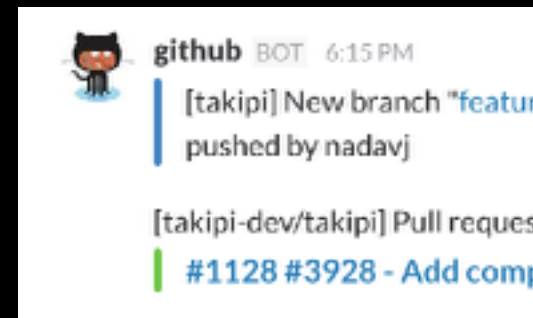 github BOT 6:15 PM
[takipi] New branch "featur
pushed by nadavj
[takipi-dev/takipi] Pull reques
#1128 #3928 - Add comp